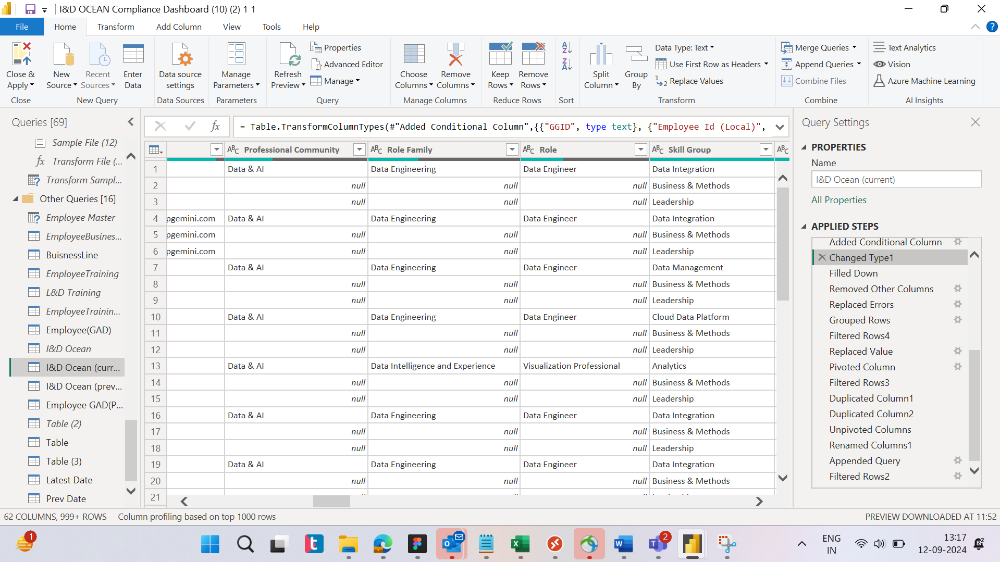 I&D OCEAN Compliance Dashboard (10) (2) 1 1
File Home Transform Add Column View Tools Help
Close & Apply
Close
New Source
Recent Sources
Enter Data
New Query
Data source settings
Data Sources
Manage Parameters
Parameters
Refresh Preview
Properties
Advanced Editor
Manage
Query
Choose Columns
Remove Columns
Manage Columns
Keep Rows
Remove Rows
Reduce Rows
Sort
Split Column
Group By
Data Type: Text
Use First Row as Headers
Replace Values
Transform
Merge Queries
Append Queries
Combine Files
Combine
Text Analytics
Vision
Azure Machine Learning
AI Insights
Queries [69]
Sample File (12)
fx Transform File (...
Transform Sampl...
Other Queries [16]
Employee Master
EmployeeBusines...
BuisnessLine
EmployeeTraining
L&D Training
EmployeeTrainin...
Employee(GAD)
I&D Ocean
I&D Ocean (curr...
I&D Ocean (prev...
Employee GAD(P...
Table (2)
Table
Table (3)
Latest Date
Prev Date
fx = Table.TransformColumnTypes(#"Added Conditional Column",{{"GGID", type text}, {"Employee Id (Local)",
Professional Community Role Family Role Skill Group
1 Data & AI Data Engineering Data Engineer Data Integration
2 null null null Business & Methods
3 null null null Leadership
4 pgemini.com Data & AI Data Engineering Data Engineer Data Integration
5 pgemini.com null null null Business & Methods
6 pgemini.com null null null Leadership
7 Data & AI Data Engineering Data Engineer Data Management
8 null null null Business & Methods
9 null null null Leadership
10 Data & AI Data Engineering Data Engineer Cloud Data Platform
11 null null null Business & Methods
12 null null null Leadership
13 Data & AI Data Intelligence and Experience Visualization Professional Analytics
14 null null null Business & Methods
15 null null null Leadership
16 Data & AI Data Engineering Data Engineer Data Integration
17 null null null Business & Methods
18 null null null Leadership
19 Data & AI Data Engineering Data Engineer Data Integration
20 null null null Business & Methods
21
Query Settings
PROPERTIES
Name
I&D Ocean (current)
All Properties
APPLIED STEPS
Added Conditional Column
Changed Type1
Filled Down
Removed Other Columns
Replaced Errors
Grouped Rows
Filtered Rows4
Replaced Value
Pivoted Column
Filtered Rows3
Duplicated Column1
Duplicated Column2
Unpivoted Columns
Renamed Columns1
Appended Query
Filtered Rows2
62 COLUMNS, 999+ ROWS Column profiling based on top 1000 rows
PREVIEW DOWNLOADED AT 11:52
1
2
ENG
IN
13:17
12-09-2024